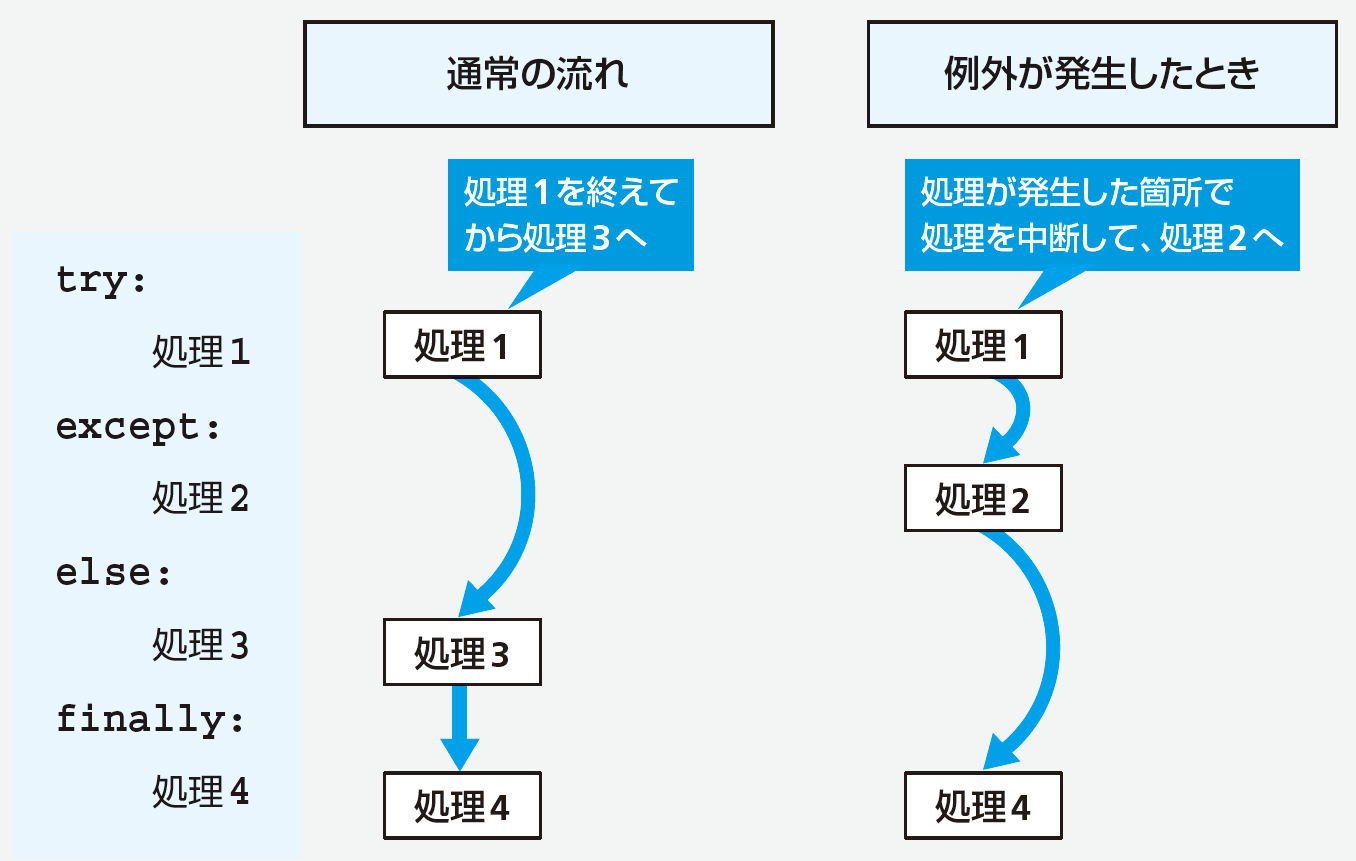 通常の流れ
例外が発生したとき
処理1を終えて
から処理3へ
処理が発生した箇所で
処理を中断して、処理2へ
try:
処理1
except:
処理2
else:
処理3
finally:
処理4
処理1
処理3
処理4
処理1
処理2
処理4